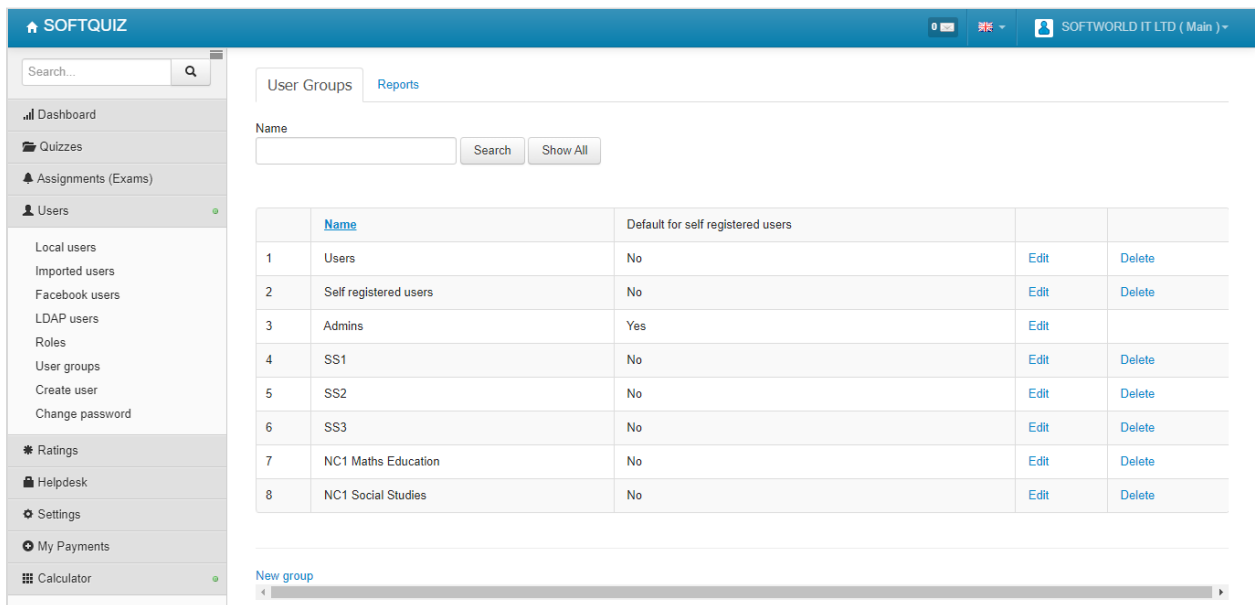 SOFTQUIZ
0
SOFTWORLD IT LTD ( Main )
Search...
Dashboard
Quizzes
Assignments (Exams)
Users
Local users
Imported users
Facebook users
LDAP users
Roles
User groups
Create user
Change password
Ratings
Helpdesk
Settings
My Payments
Calculator
User Groups Reports
Name
Search Show All
Name Default for self registered users
1 Users No Edit Delete
2 Self registered users No Edit Delete
3 Admins Yes Edit
4 SS1 No Edit Delete
5 SS2 No Edit Delete
6 SS3 No Edit Delete
7 NC1 Maths Education No Edit Delete
8 NC1 Social Studies No Edit Delete
New group